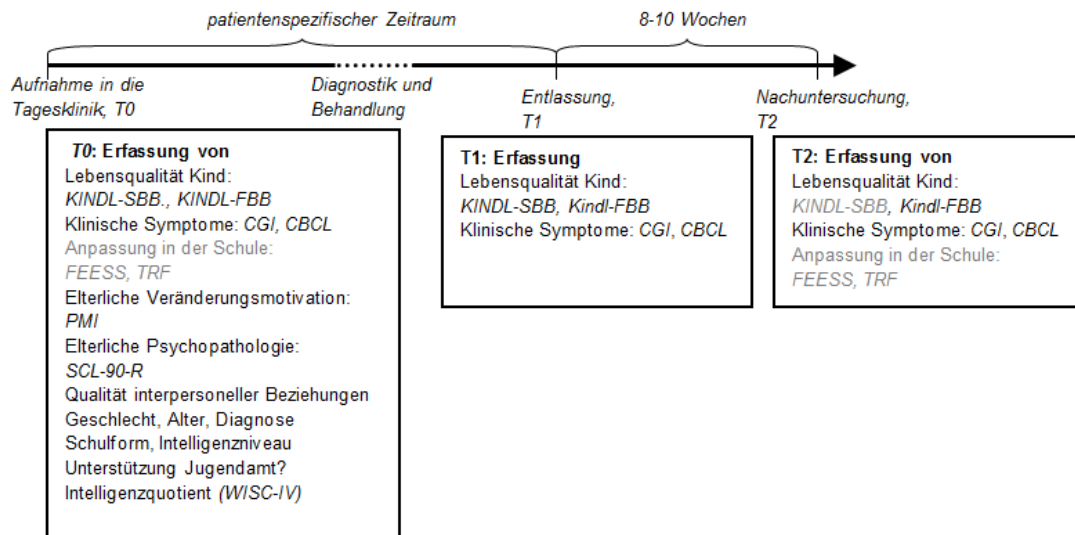 patientenspezifischer Zeitraum
8-10 Wochen
Aufnahme in die
Tagesklinik, T0
Diagnostik und
Behandlung
Entlassung,
T1
Nachuntersuchung,
T2
T0: Erfassung von
Lebensqualität Kind:
KINDL-SBB., KINDL-FBB
Klinische Symptome: CGI, CBCL
Anpassung in der Schule:
FEESS, TRF
Elterliche Veränderungsmotivation:
PMI
Elterliche Psychopathologie:
SCL-90-R
Qualität interpersoneller Beziehungen
Geschlecht, Alter, Diagnose
Schulform, Intelligenzniveau
Unterstützung Jugendamt?
Intelligenzquotient (WISC-IV)
T1: Erfassung
Lebensqualität Kind:
KINDL-SBB, Kindl-FBB
Klinische Symptome: CGI, CBCL
T2: Erfassung von
Lebensqualität Kind:
KINDL-SBB, Kindl-FBB
Klinische Symptome: CGI, CBCL
Anpassung in der Schule:
FEESS, TRF